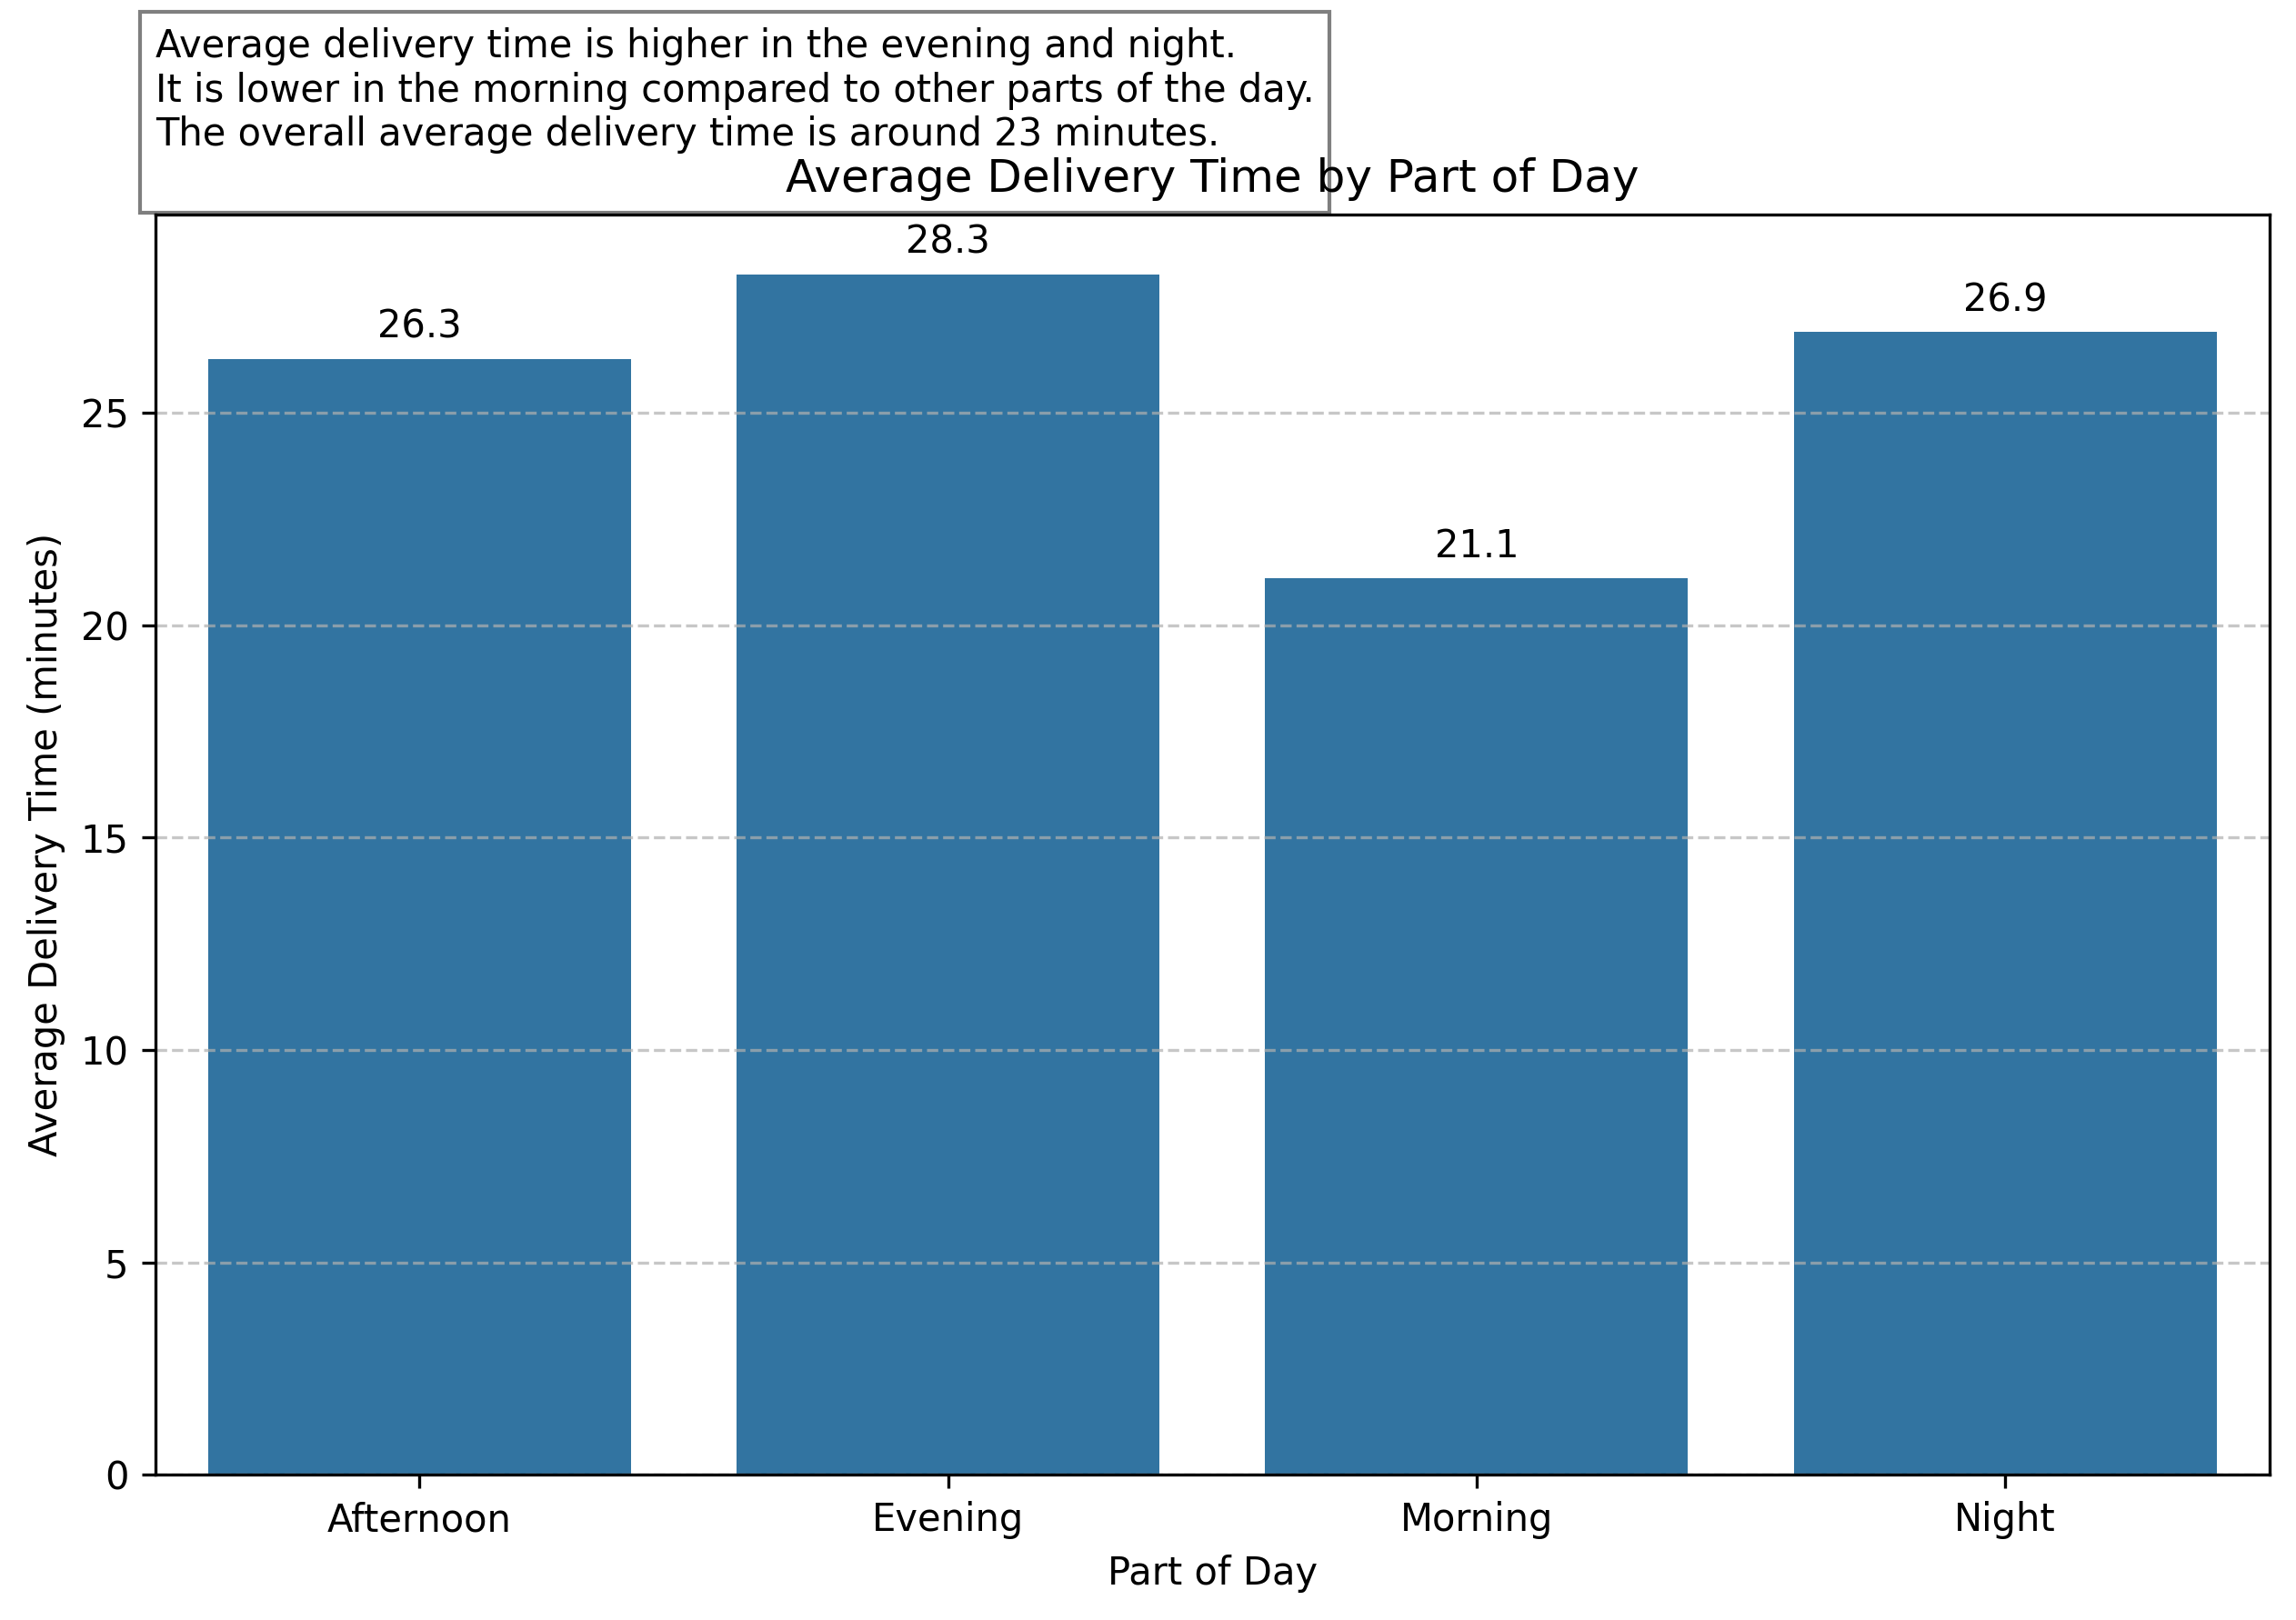 Average delivery time is higher in the evening and night.
It is lower in the morning compared to other parts of the day.
The overall average delivery time is around 23 minutes.
Average Delivery Time by Part of Day
28.3
26.3
26.9
21.1
25
20
15
10
5
0
Average Delivery Time (minutes)
Afternoon Evening Morning Night
Part of Day